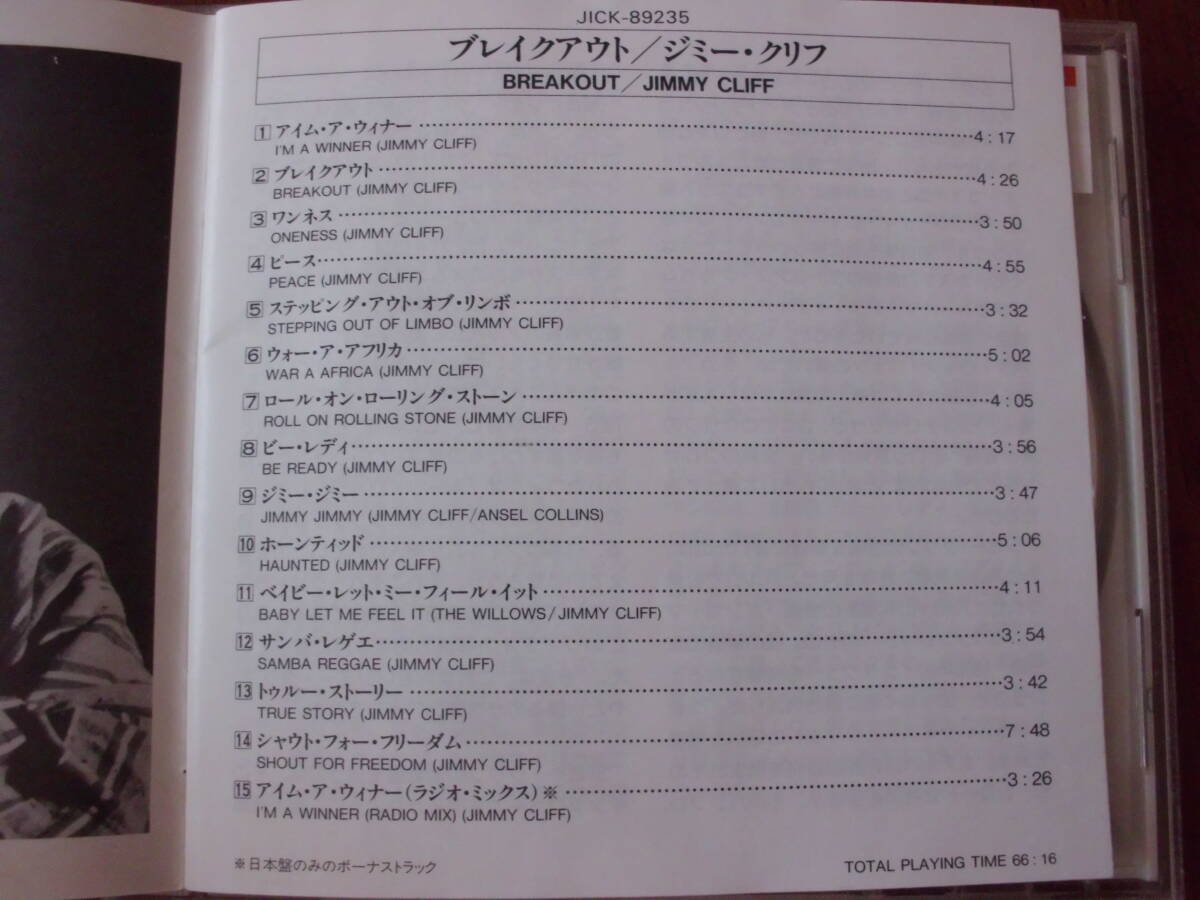 JICK-89235
ブレイクアウト/ジミー・クリフ
BREAKOUT/JIMMY CLIFF
1 アイム・ア・ウィナー 4:17
I'M A WINNER (JIMMY CLIFF)
2 ブレイクアウト 4:26
BREAKOUT (JIMMY CLIFF)
3 ワンネス 3:50
ONENESS (JIMMY CLIFF)
4 ピース 4:55
PEACE (JIMMY CLIFF)
5 ステッピング・アウト・オブ・リンボ 3:32
STEPPING OUT OF LIMBO (JIMMY CLIFF)
6 ウォー・ア・アフリカ 5:02
WAR A AFRICA (JIMMY CLIFF)
7 ロール・オン・ローリング・ストーン 4:05
ROLL ON ROLLING STONE (JIMMY CLIFF)
8 ビー・レディ 3:56
BE READY (JIMMY CLIFF)
9 ジミー・ジミー 3:47
JIMMY JIMMY (JIMMY CLIFF/ANSEL COLLINS)
10 ホーンティッド 5:06
HAUNTED (JIMMY CLIFF)
11 ベイビー・レット・ミー・フィール・イット 4:11
BABY LET ME FEEL IT (THE WILLOWS/JIMMY CLIFF)
12 サンバ・レゲエ 3:54
SAMBA REGGAE (JIMMY CLIFF)
13 トゥルー・ストーリー 3:42
TRUE STORY (JIMMY CLIFF)
14 シャウト・フォー・フリーダム 7:48
SHOUT FOR FREEDOM (JIMMY CLIFF)
15 アイム・ア・ウィナー(ラジオ・ミックス)※ 3:26
I'M A WINNER (RADIO MIX) (JIMMY CLIFF)
※日本盤のみのボーナストラック
TOTAL PLAYING TIME 66:16